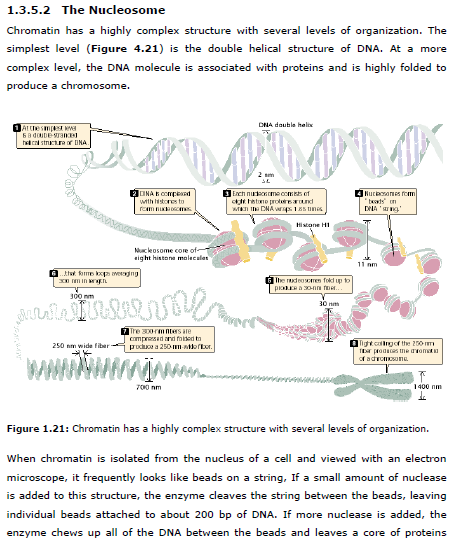 1.3.5.2 The Nucleosome
Chromatin has a highly complex structure with several levels of organization. The
simplest level (Figure 4.21) is the double helical structure of DNA. At a more
complex level, the DNA molecule is associated with proteins and is highly folded to
produce a chromosome.
1 At the simplest level
is a double-stranded
helical structure of DNA.
DNA double-helix
2 nm
2 DNA is complexed
with histones to
form nucleosomes.
3 Each nucleosome consists of
eight histone proteins around
which the DNA wraps 1.65 times.
4 Nucleosomes form
"beads" on
DNA "string."
Histone H1
Nucleosome core of
eight histone molecules
11 nm
6 ...that forms loops averaging
300 nm in length.
300 nm
5 The nucleosomes fold up to
produce a 30-nm fiber...
30 nm
7 The 300-nm fibers are
compressed and folded to
produce a 250-nm-wide fiber.
250 nm wide fiber
700 nm
8 Tight coiling of the 250-nm
fiber produces the chromatid
of a chromosome.
1400 nm
Figure 1.21: Chromatin has a highly complex structure with several levels of organization.
When chromatin is isolated from the nucleus of a cell and viewed with an electron
microscope, it frequently looks like beads on a string, If a small amount of nuclease
is added to this structure, the enzyme cleaves the string between the beads, leaving
individual beads attached to about 200 bp of DNA. If more nuclease is added, the
enzyme chews up all of the DNA between the beads and leaves a core of proteins